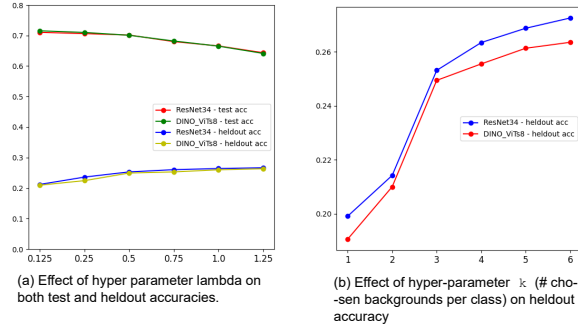 0.8
0.7
0.6
0.5
0.4
0.3
0.2
0.1
0.0
ResNet34 - test acc
DINO_ViTs8 - test acc
ResNet34 - heldout acc
DINO_ViTs8 - heldout acc
0.125 0.25 0.5 0.75 1.0 1.25
(a) Effect of hyper parameter lambda on
both test and heldout accuracies.
0.26
0.24
0.22
0.20
ResNet34 - heldout acc
DINO_ViTs8 - heldout acc
1 2 3 4 5 6
(b) Effect of hyper-parameter k (# cho-
-sen backgrounds per class) on heldout
accuracy